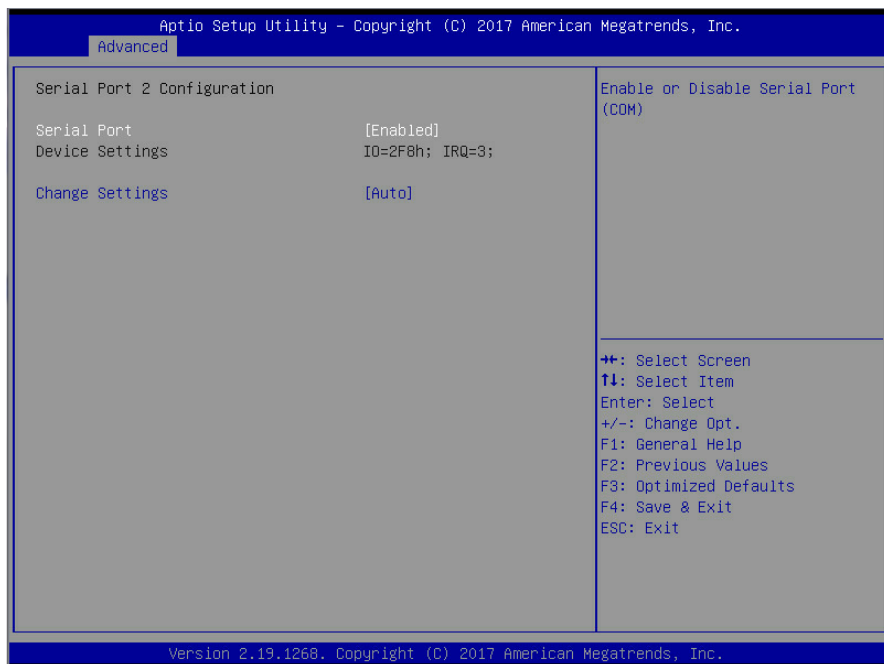 Aptio Setup Utility – Copyright (C) 2017 American Megatrends, Inc.
Advanced
Serial Port 2 Configuration
Serial Port [Enabled]
Device Settings IO=2F8h; IRQ=3;
Change Settings [Auto]
Enable or Disable Serial Port
(COM)
→←: Select Screen
↑↓: Select Item
Enter: Select
+/-: Change Opt.
F1: General Help
F2: Previous Values
F3: Optimized Defaults
F4: Save & Exit
ESC: Exit
Version 2.19.1268. Copyright (C) 2017 American Megatrends, Inc.